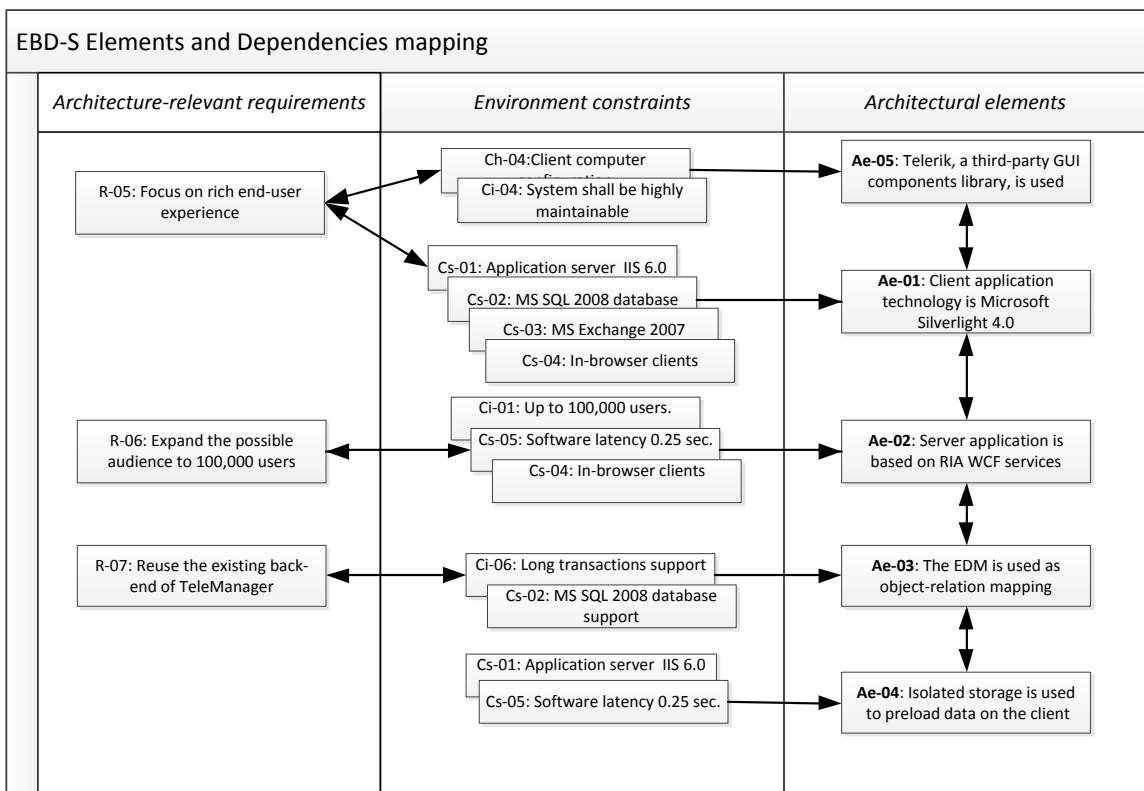 EBD-S Elements and Dependencies mapping
Architecture-relevant requirements
Environment constraints
Architectural elements
R-05: Focus on rich end-user
experience
Ch-04:Client computer
Ci-04: System shall be highly
maintainable
Ae-05: Telerik, a third-party GUI
components library, is used
Cs-01: Application server  IIS 6.0
Cs-02: MS SQL 2008 database
Cs-03: MS Exchange 2007
Cs-04: In-browser clients
Ae-01: Client application
technology is Microsoft
Silverlight 4.0
R-06: Expand the possible
audience to 100,000 users
Ci-01: Up to 100,000 users.
Cs-05: Software latency 0.25 sec.
Cs-04: In-browser clients
Ae-02: Server application is
based on RIA WCF services
R-07: Reuse the existing back-
end of TeleManager
Ci-06: Long transactions support
Cs-02: MS SQL 2008 database
support
Ae-03: The EDM is used as
object-relation mapping
Cs-01: Application server  IIS 6.0
Cs-05: Software latency 0.25 sec.
Ae-04: Isolated storage is used
to preload data on the client